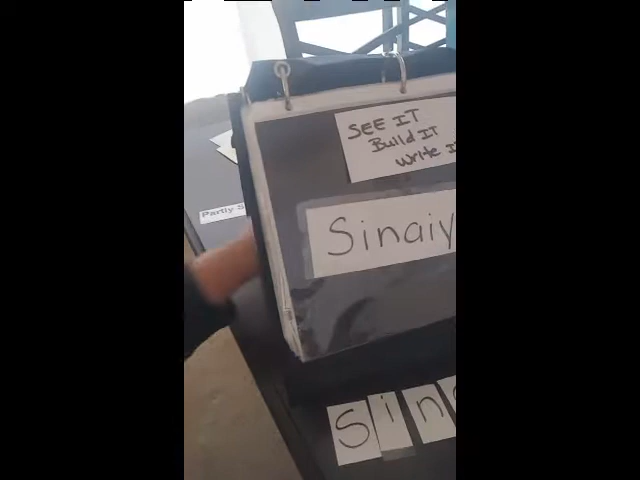 SEE IT
Build IT
Write I
Partly S
Sinaiy
S i n